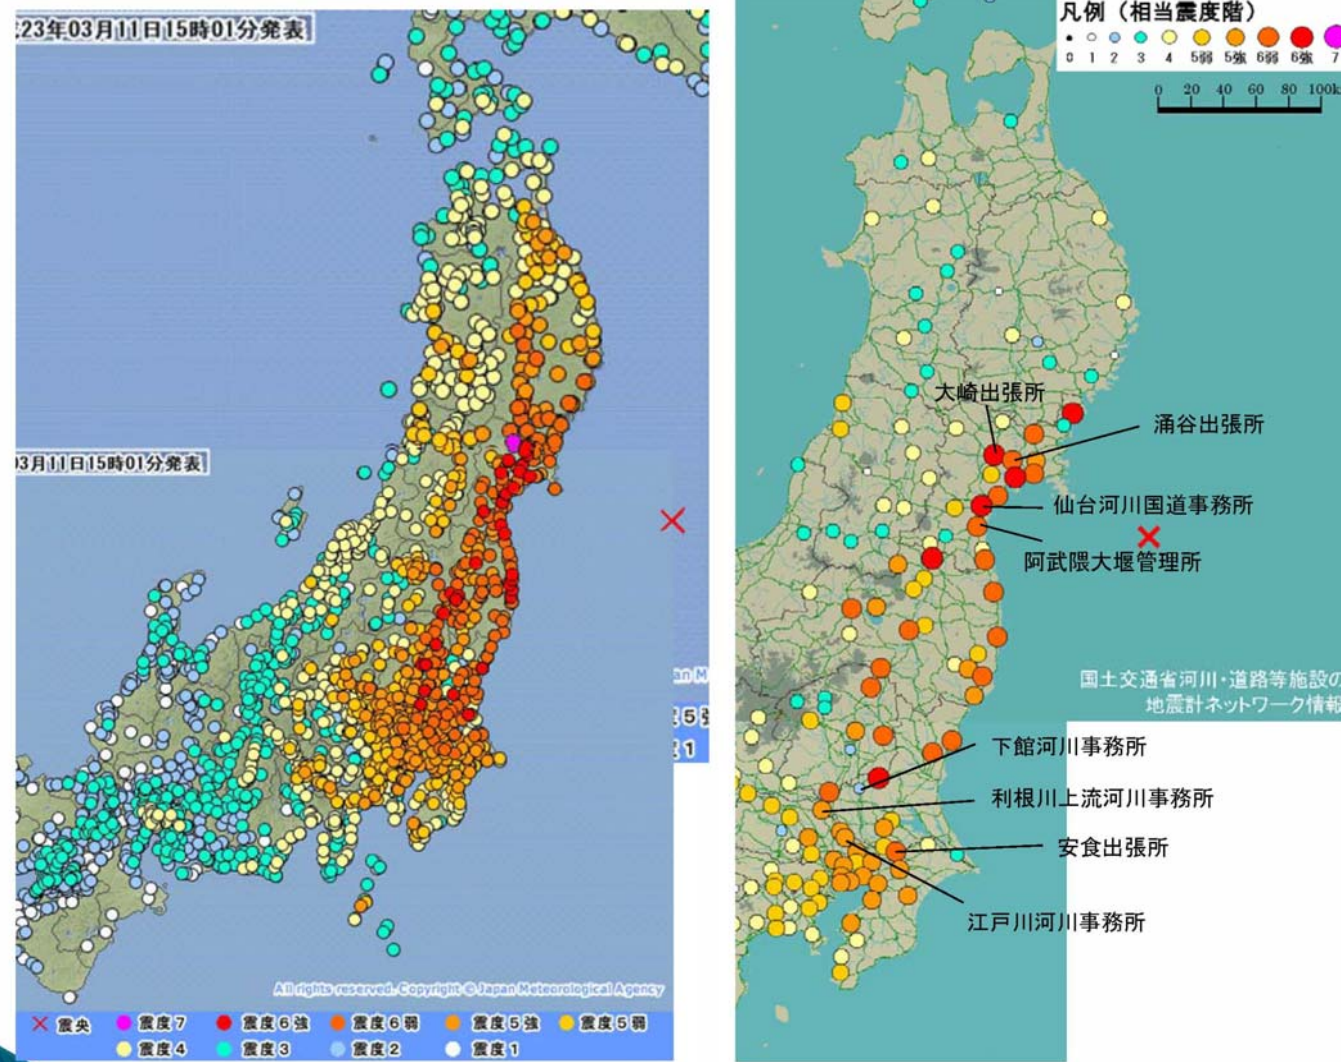 23年03月11日15時01分発表
03月11日15時01分発表
an M
5強
1
All rights reserved. Copyright © Japan Meteorological Agency
震央
震度7
震度6強
震度6弱
震度5強
震度5弱
震度4
震度3
震度2
震度1
凡例(相当震度階)
0 1 2 3 4 5弱 5強 6弱 6強 7
0 20 40 60 80 100k
大崎出張所
涌谷出張所
仙台河川国道事務所
阿武隈大堰管理所
国土交通省河川・道路等施設の
地震計ネットワーク情報
下館河川事務所
利根川上流河川事務所
安食出張所
江戸川河川事務所